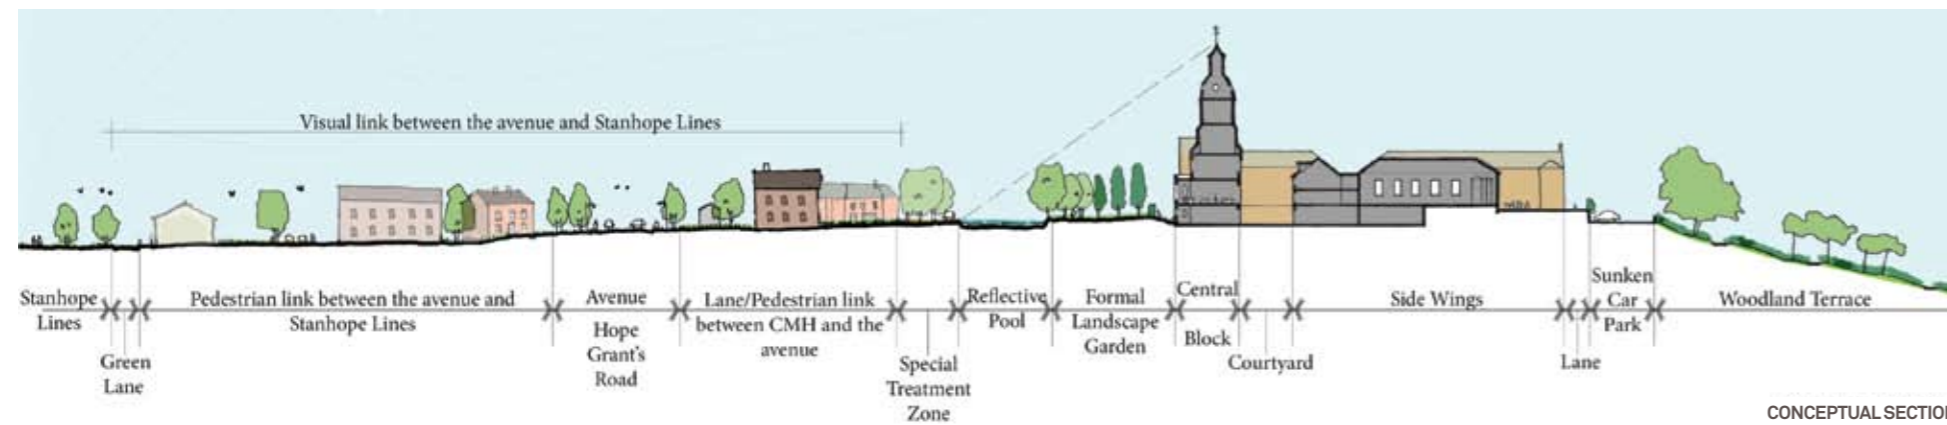 Visual link between the avenue and Stanhope Lines
Stanhope
Lines
Green
Lane
Pedestrian link between the avenue and
Stanhope Lines
Avenue
Hope
Grant's
Road
Lane/Pedestrian link
between CMH and the
avenue
Special
Treatment
Zone
Reflective
Pool
Formal
Landscape
Garden
Central
Block
Courtyard
Side Wings
Lane
Sunken
Car
Park
Woodland Terrace
CONCEPTUAL SECTION